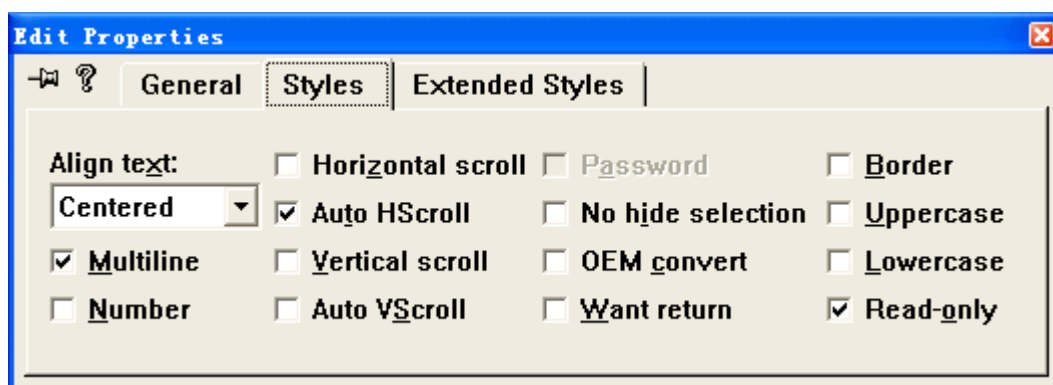 Edit Properties
General Styles Extended Styles
Align text: Horizontal scroll Password Border
Centered Auto HScroll No hide selection Uppercase
Multiline Vertical scroll OEM convert Lowercase
Number Auto VScroll Want return Read-only